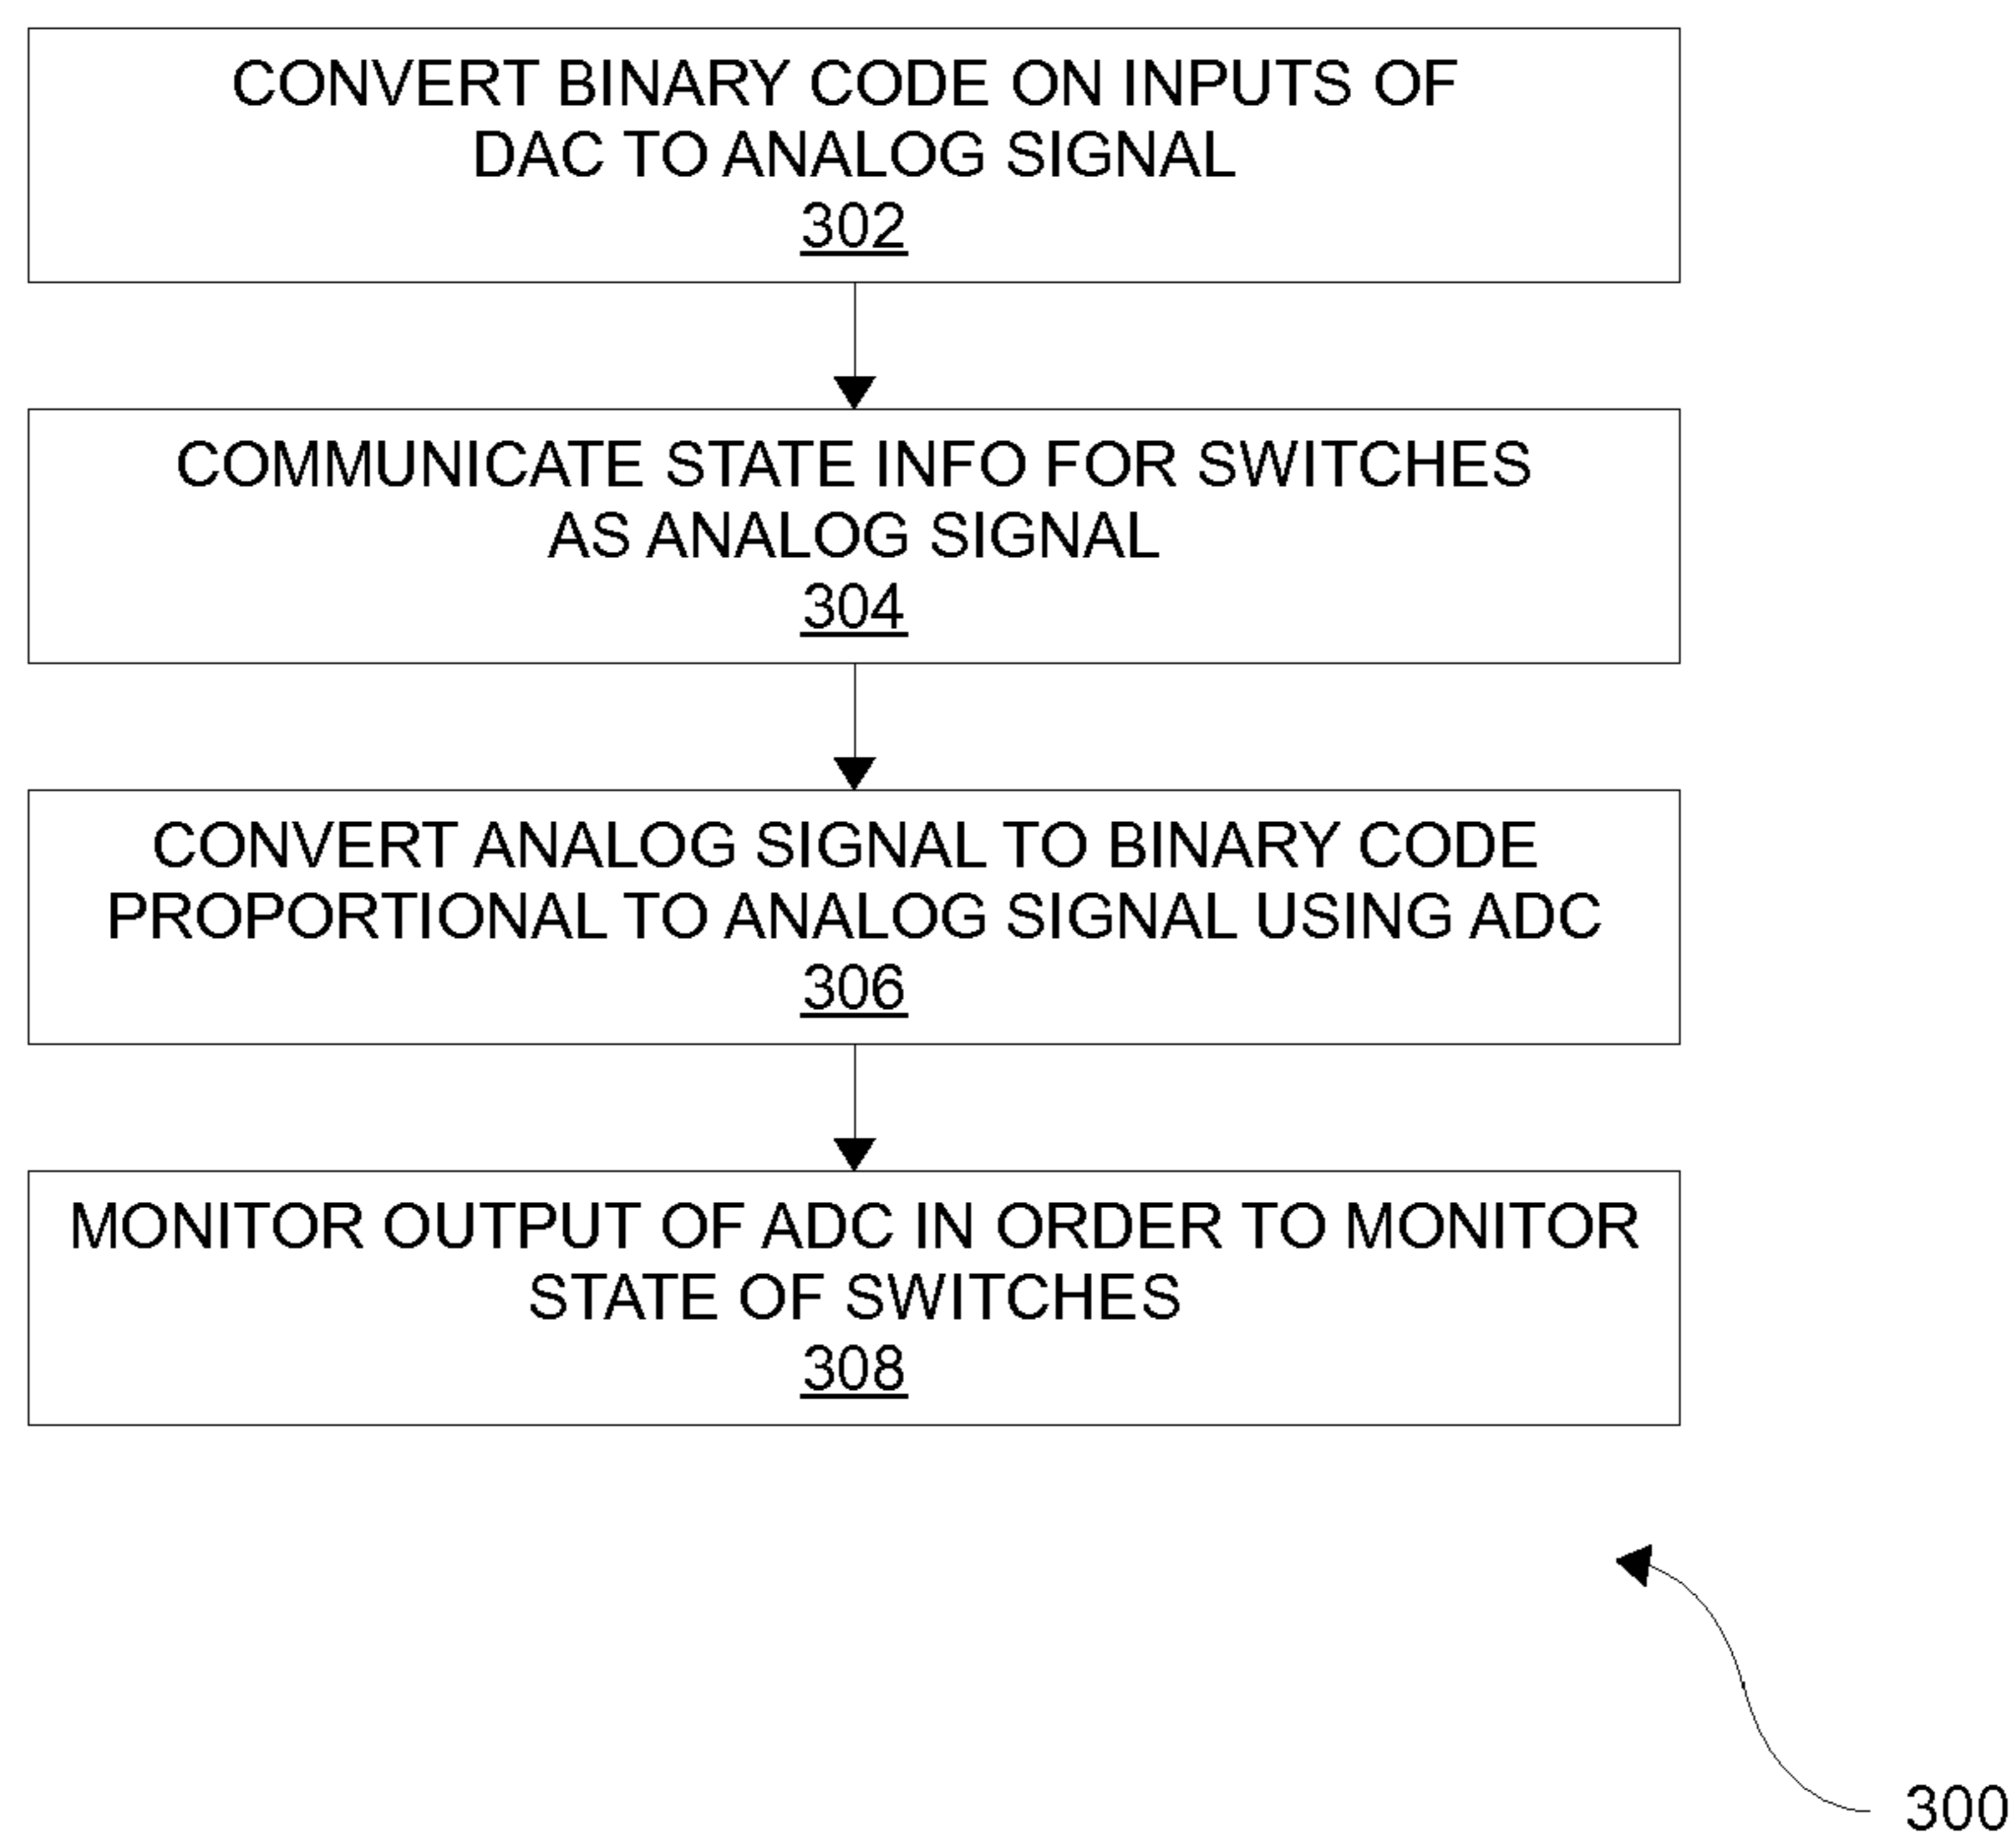 CONVERT BINARY CODE ON INPUTS OF
DAC TO ANALOG SIGNAL
302
COMMUNICATE STATE INFO FOR SWITCHES
AS ANALOG SIGNAL
304
CONVERT ANALOG SIGNAL TO BINARY CODE
PROPORTIONAL TO ANALOG SIGNAL USING ADC
306
MONITOR OUTPUT OF ADC IN ORDER TO MONITOR
STATE OF SWITCHES
308
300